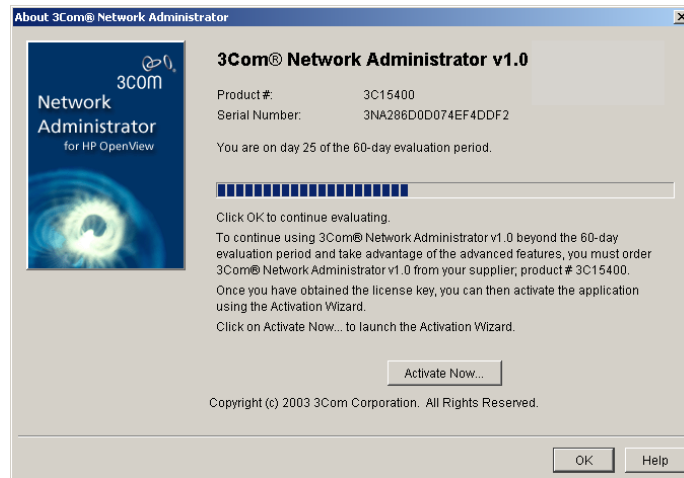 About 3Com® Network Administrator
3Com
Network
Administrator
for HP OpenView
3Com® Network Administrator v1.0
Product #: 3C15400
Serial Number: 3NA286D0D074EF4DDF2
You are on day 25 of the 60-day evaluation period.
Click OK to continue evaluating.
To continue using 3Com® Network Administrator v1.0 beyond the 60-day
evaluation period and take advantage of the advanced features, you must order
3Com® Network Administrator v1.0 from your supplier; product # 3C15400.
Once you have obtained the license key, you can then activate the application
using the Activation Wizard.
Click on Activate Now... to launch the Activation Wizard.
Activate Now...
Copyright (c) 2003 3Com Corporation. All Rights Reserved.
OK
Help